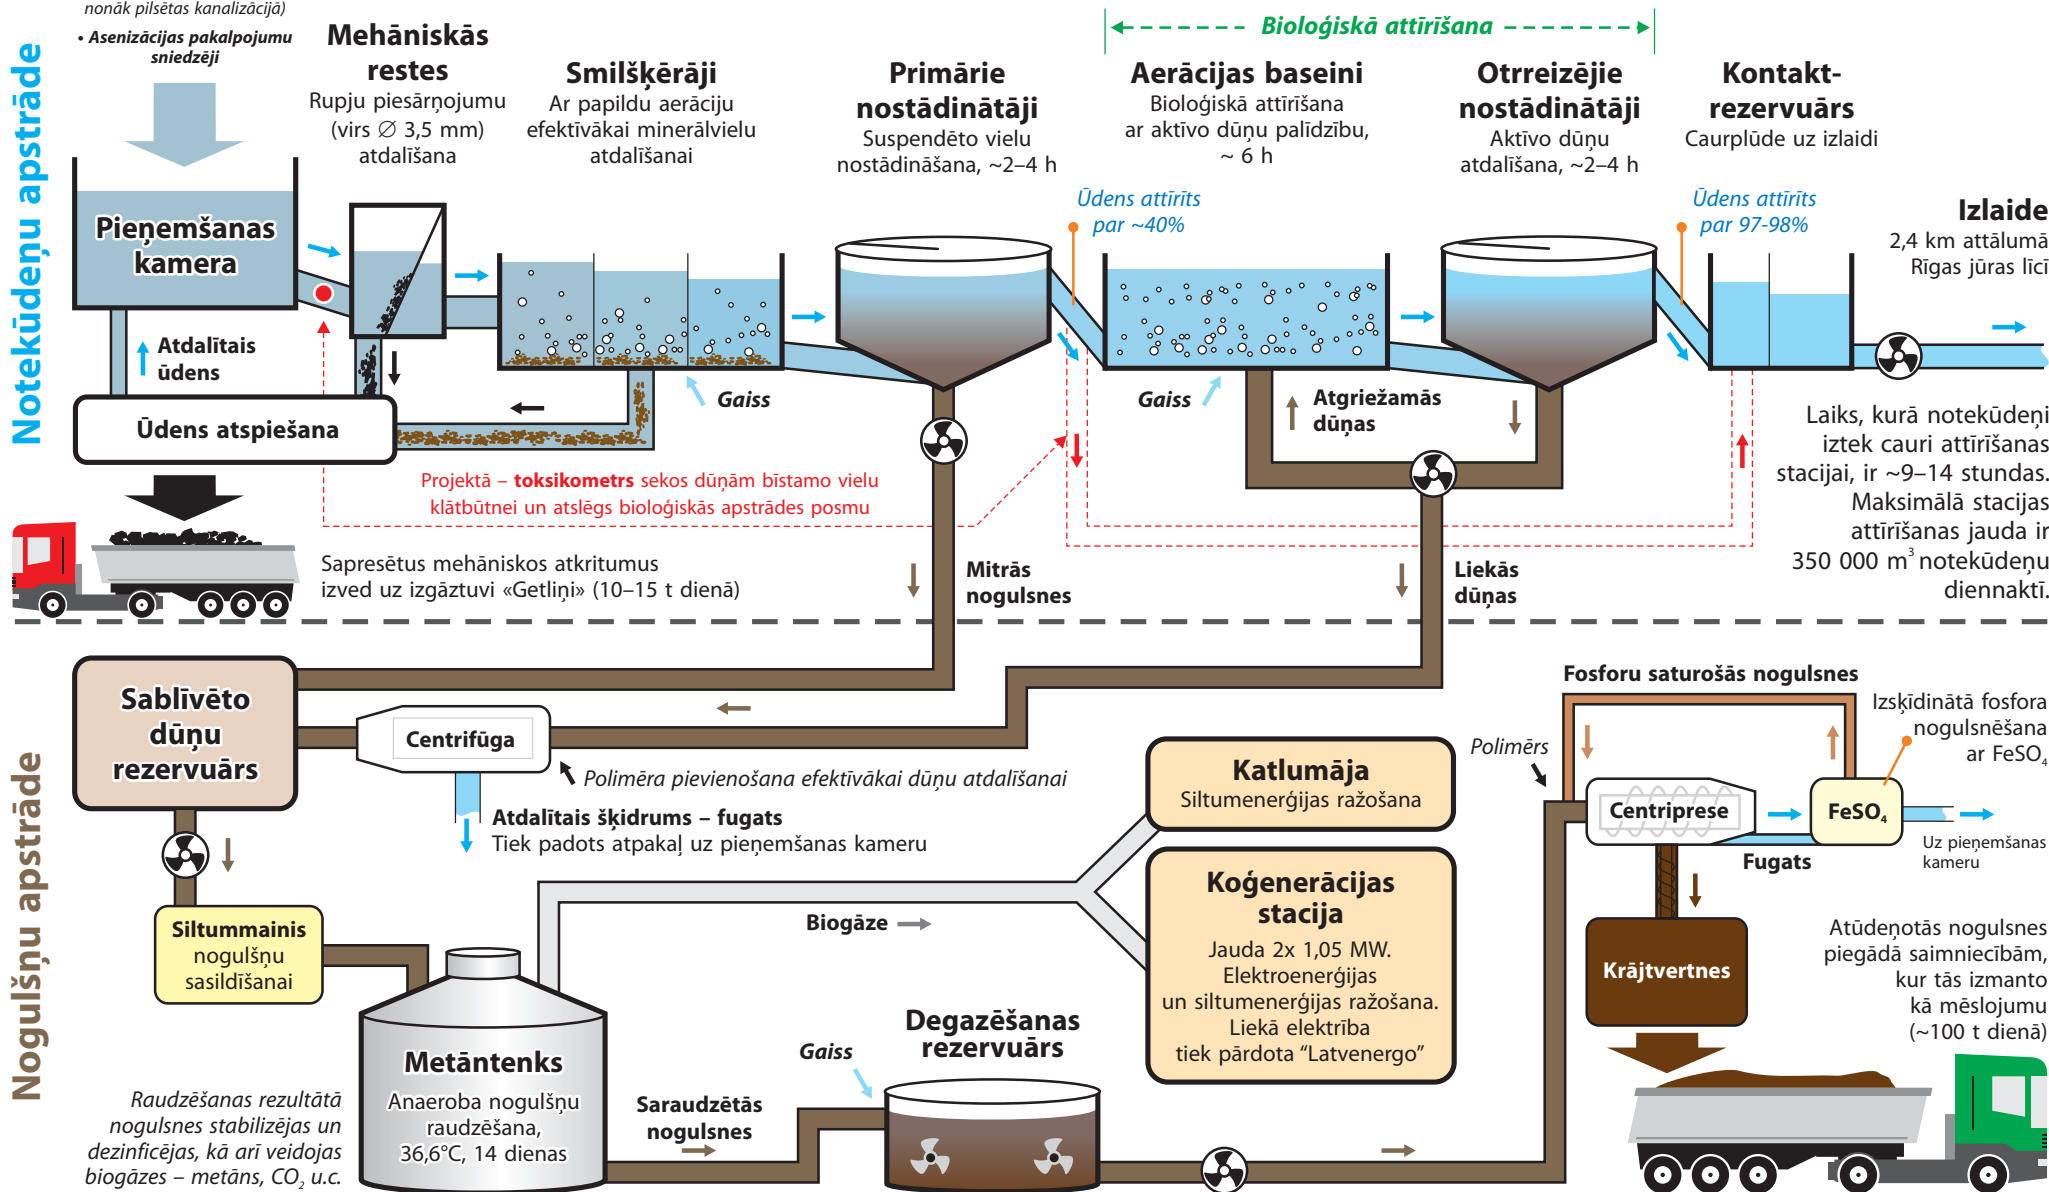 nonāk pilsētas kanalizācijā)
• Asenizācijas pakalpojumu
sniedzēji
Notekūdeņu apstrāde
Mehāniskās
restes
Rupju piesārņojumu
(virs ∅ 3,5 mm)
atdalīšana
Smilšķērāji
Ar papildu aerāciju
efektīvākai minerālvielu
atdalīšanai
Primārie
nostādinātāji
Suspendēto vielu
nostādināšana, ~2–4 h
Bioloģiskā attīrīšana
Aerācijas baseini
Bioloģiskā attīrīšana
ar aktīvo dūņu palīdzību,
~ 6 h
Otrreizējie
nostādinātāji
Aktīvo dūņu
atdalīšana, ~2–4 h
Kontakt-
rezervuārs
Caurplūde uz izlaidi
Ūdens attīrīts
par ~40%
Ūdens attīrīts
par 97-98%
Izlaide
2,4 km attālumā
Rīgas jūras līcī
Pieņemšanas
kamera
Atdalītais
ūdens
Ūdens atspiešana
Gaiss
Gaiss
Atgriežamās
dūņas
Projektā – toksikometrs sekos dūņām bīstamo vielu
klātbūtnei un atslēgs bioloģiskās apstrādes posmu
Laiks, kurā notekūdeņi
iztek cauri attīrīšanas
stacijai, ir ~9–14 stundas.
Maksimālā stacijas
attīrīšanas jauda ir
350 000 m³ notekūdeņu
diennaktī.
Sapresētus mehāniskos atkritumus
izved uz izgāztuvi «Getliņi» (10–15 t dienā)
Mitrās
nogulsnes
Liekās
dūņas
Nogulšņu apstrāde
Sablīvēto
dūņu
rezervuārs
Centrifūga
Polimēra pievienošana efektīvākai dūņu atdalīšanai
Atdalītais šķidrums – fugats
Tiek padots atpakaļ uz pieņemšanas kameru
Katlumāja
Siltumenerģijas ražošana
Fosforu saturošās nogulsnes
Izšķīdinātā fosfora
nogulsnēšana
ar FeSO₄
Polimērs
Centriprese
FeSO₄
Fugats
Uz pieņemšanas
kameru
Siltummainis
nogulšņu
sasildīšanai
Biogāze
Koģenerācijas
stacija
Jauda 2x 1,05 MW.
Elektroenerģijas
un siltumenerģijas ražošana.
Liekā elektrība
tiek pārdota “Latvenergo”
Krājtvertnes
Atūdeņotās nogulsnes
piegādā saimniecībām,
kur tās izmanto
kā mēslojumu
(~100 t dienā)
Metāntenks
Anaeroba nogulšņu
raudzēšana,
36,6°C, 14 dienas
Raudzēšanas rezultātā
nogulsnes stabilizējas un
dezinficējas, kā arī veidojas
biogāzes – metāns, CO₂ u.c.
Saraudzētās
nogulsnes
Gaiss
Degazēšanas
rezervuārs